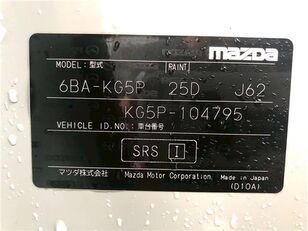 mazda
MODEL:型式 PAINT
6BA-KG5P 25D J62
KG5P-104795
VEHICLE ID.NO.:車台番号
SRS I
マツダ株式会社 Mazda Motor Corporation. Made in Japan
(D10A)